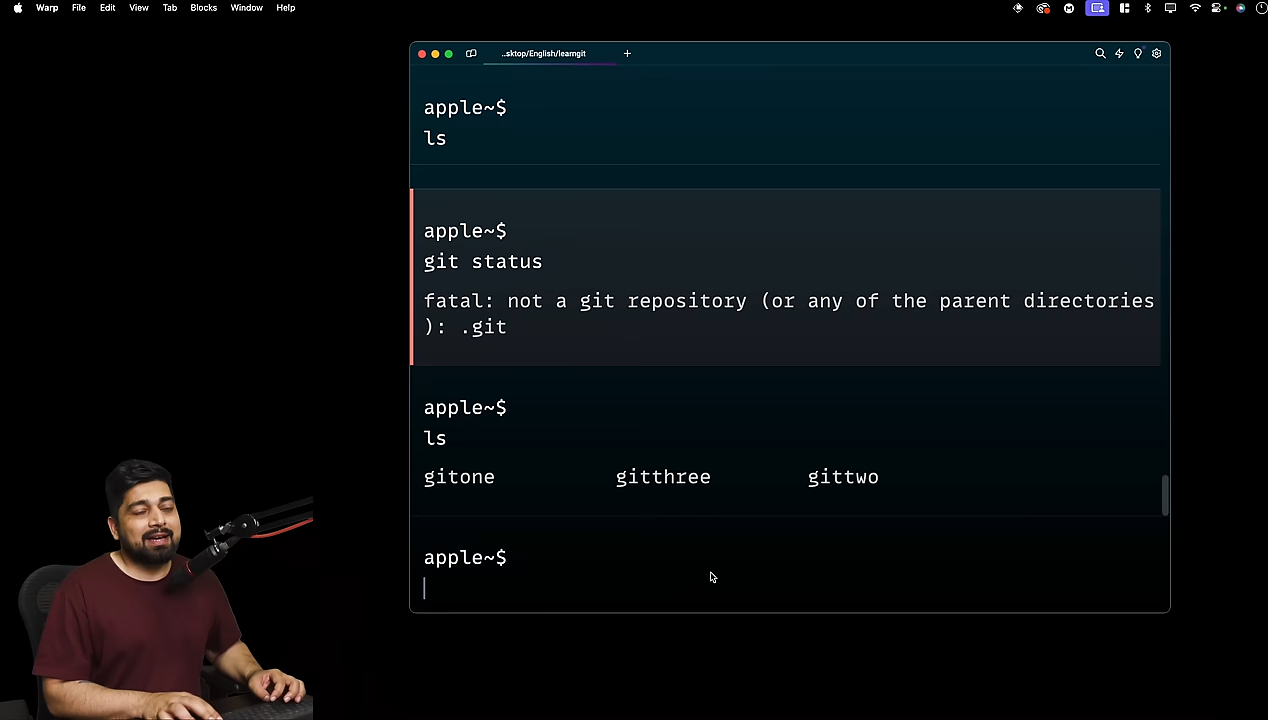 Warp File Edit View Tab Blocks Window Help
..sktop/English/learngit
apple~$
ls
apple~$
git status
fatal: not a git repository (or any of the parent directories
): .git
apple~$
ls
gitone gitthree gittwo
apple~$